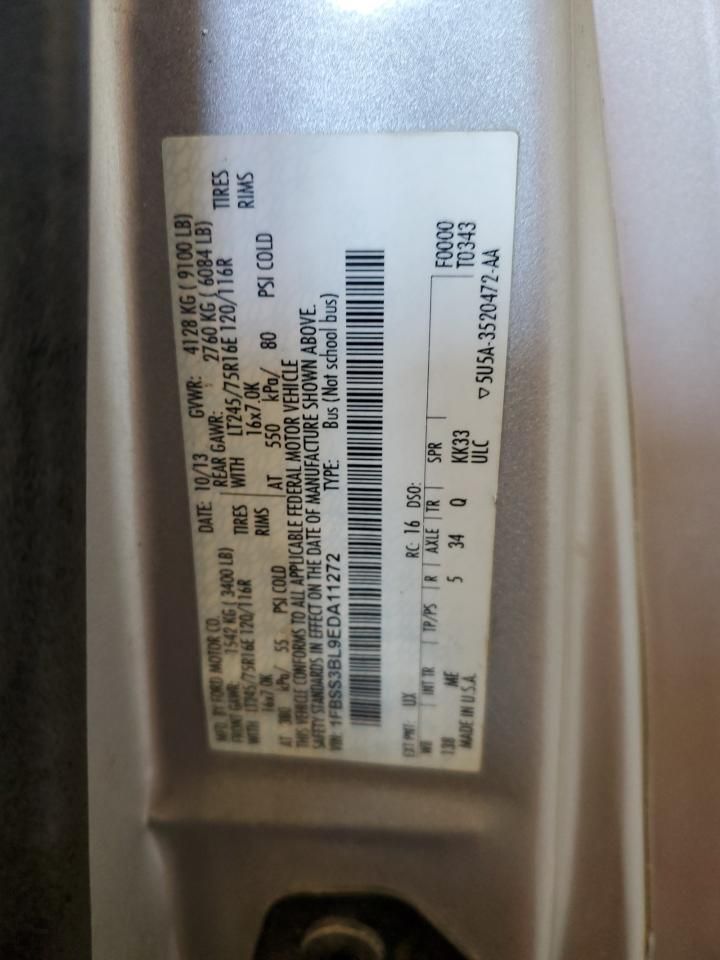 MFD. BY FORD MOTOR CO.
DATE: 10/13 GVWR: 4128 KG ( 9100 LB)
FRONT GAWR: 1542 KG ( 3400 LB) REAR GAWR: 2760 KG ( 6084 LB)
WITH LT245/75R16E 120/116R TIRES WITH LT245/75R16E 120/116R TIRES
16x7.0K RIMS 16x7.0K RIMS
AT 380 kPa/ 55 PSI COLD AT 550 kPa/ 80 PSI COLD
THIS VEHICLE CONFORMS TO ALL APPLICABLE FEDERAL MOTOR VEHICLE
SAFETY STANDARDS IN EFFECT ON THE DATE OF MANUFACTURE SHOWN ABOVE.
VIN: 1FBSS3BL9EDA11272 TYPE: Bus (Not school bus)
EXT PNT: UX RC: 16 DSO: F0000
WB INT TR TP/PS R AXLE TR SPR T0343
138 ME 5 34 Q KK33
MADE IN U.S.A. ULC
▽5U5A-3520472-AA